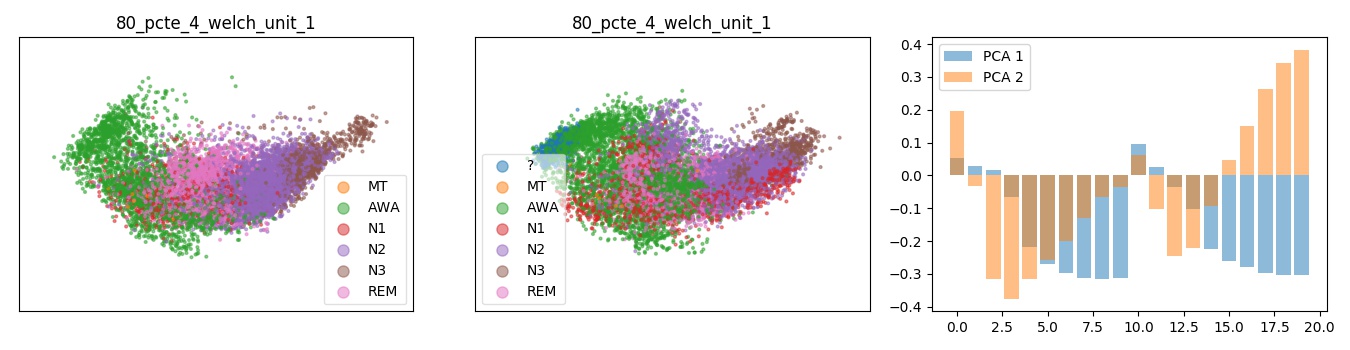 80_pcte_4_welch_unit_1
MT
AWA
N1
N2
N3
REM
80_pcte_4_welch_unit_1
?
MT
AWA
N1
N2
N3
REM
PCA 1
PCA 2
0.4
0.3
0.2
0.1
0.0
−0.1
−0.2
−0.3
−0.4
0.0 2.5 5.0 7.5 10.0 12.5 15.0 17.5 20.0